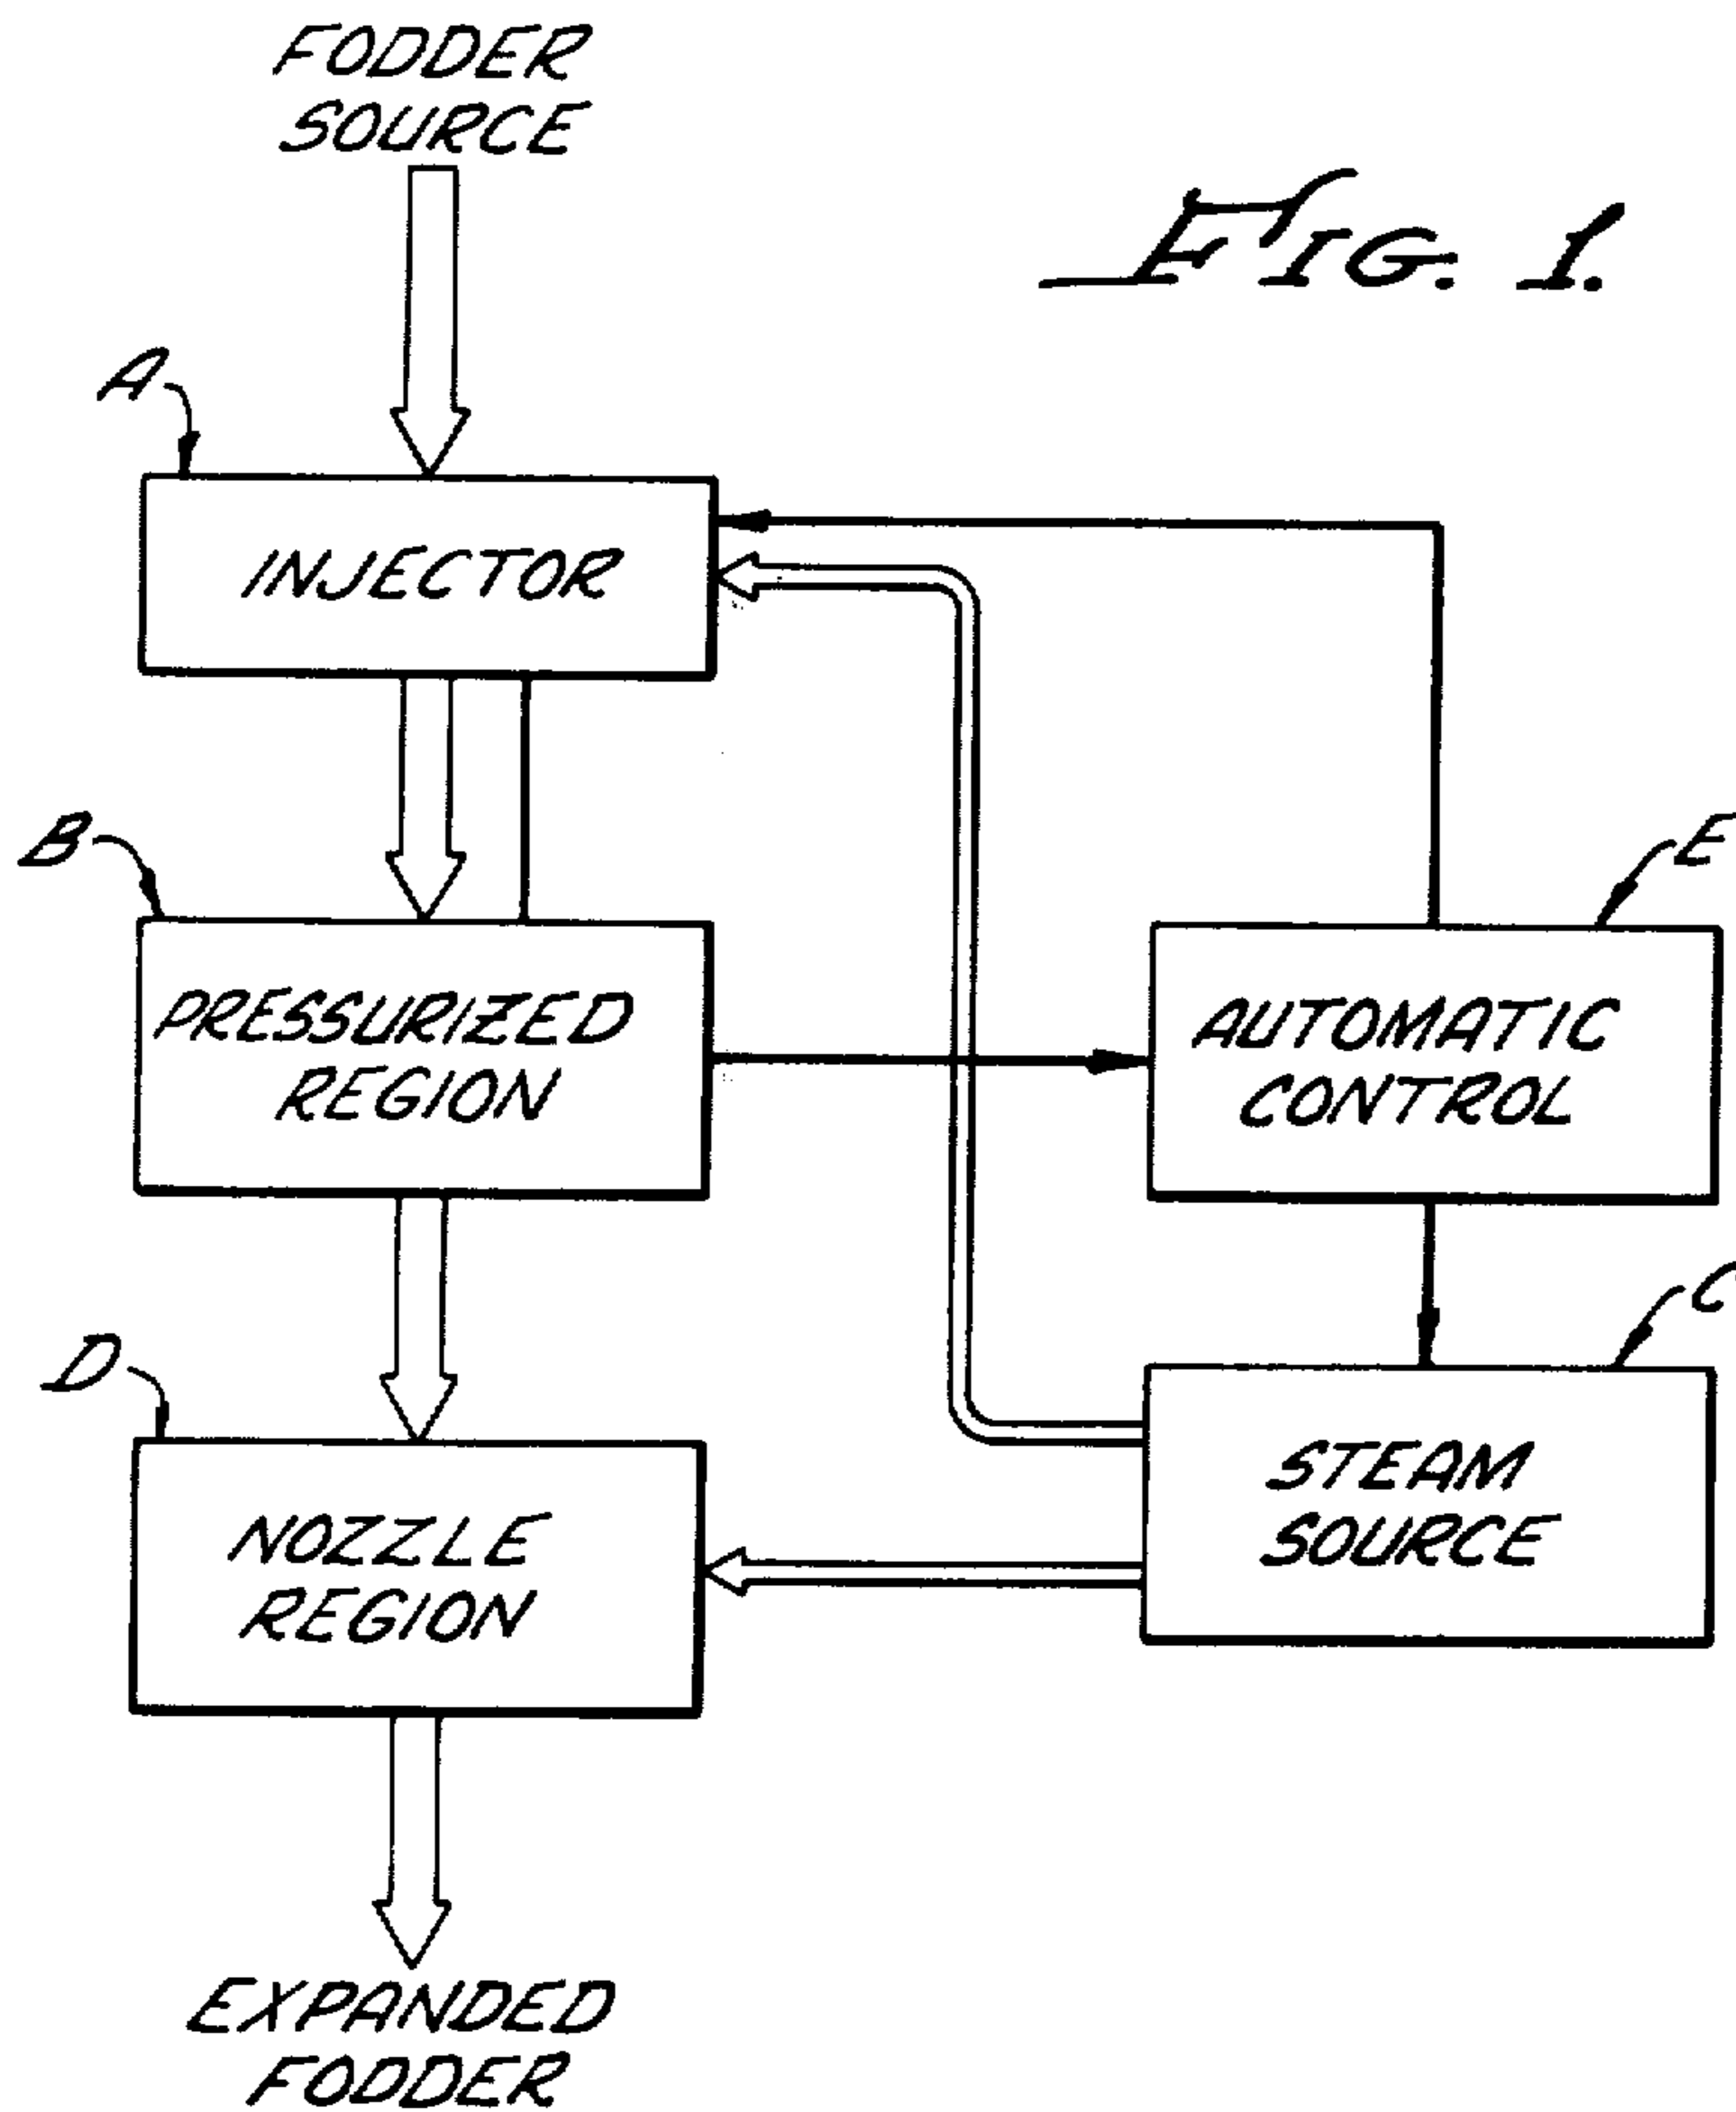 FODDER
SOURCE
FIG. 1.
A
INJECTOR
B
E
PRESSURIZED
REGION
AUTOMATIC
CONTROL
C
D
STEAM
SOURCE
NOZZLE
REGION
EXPANDED
FODDER